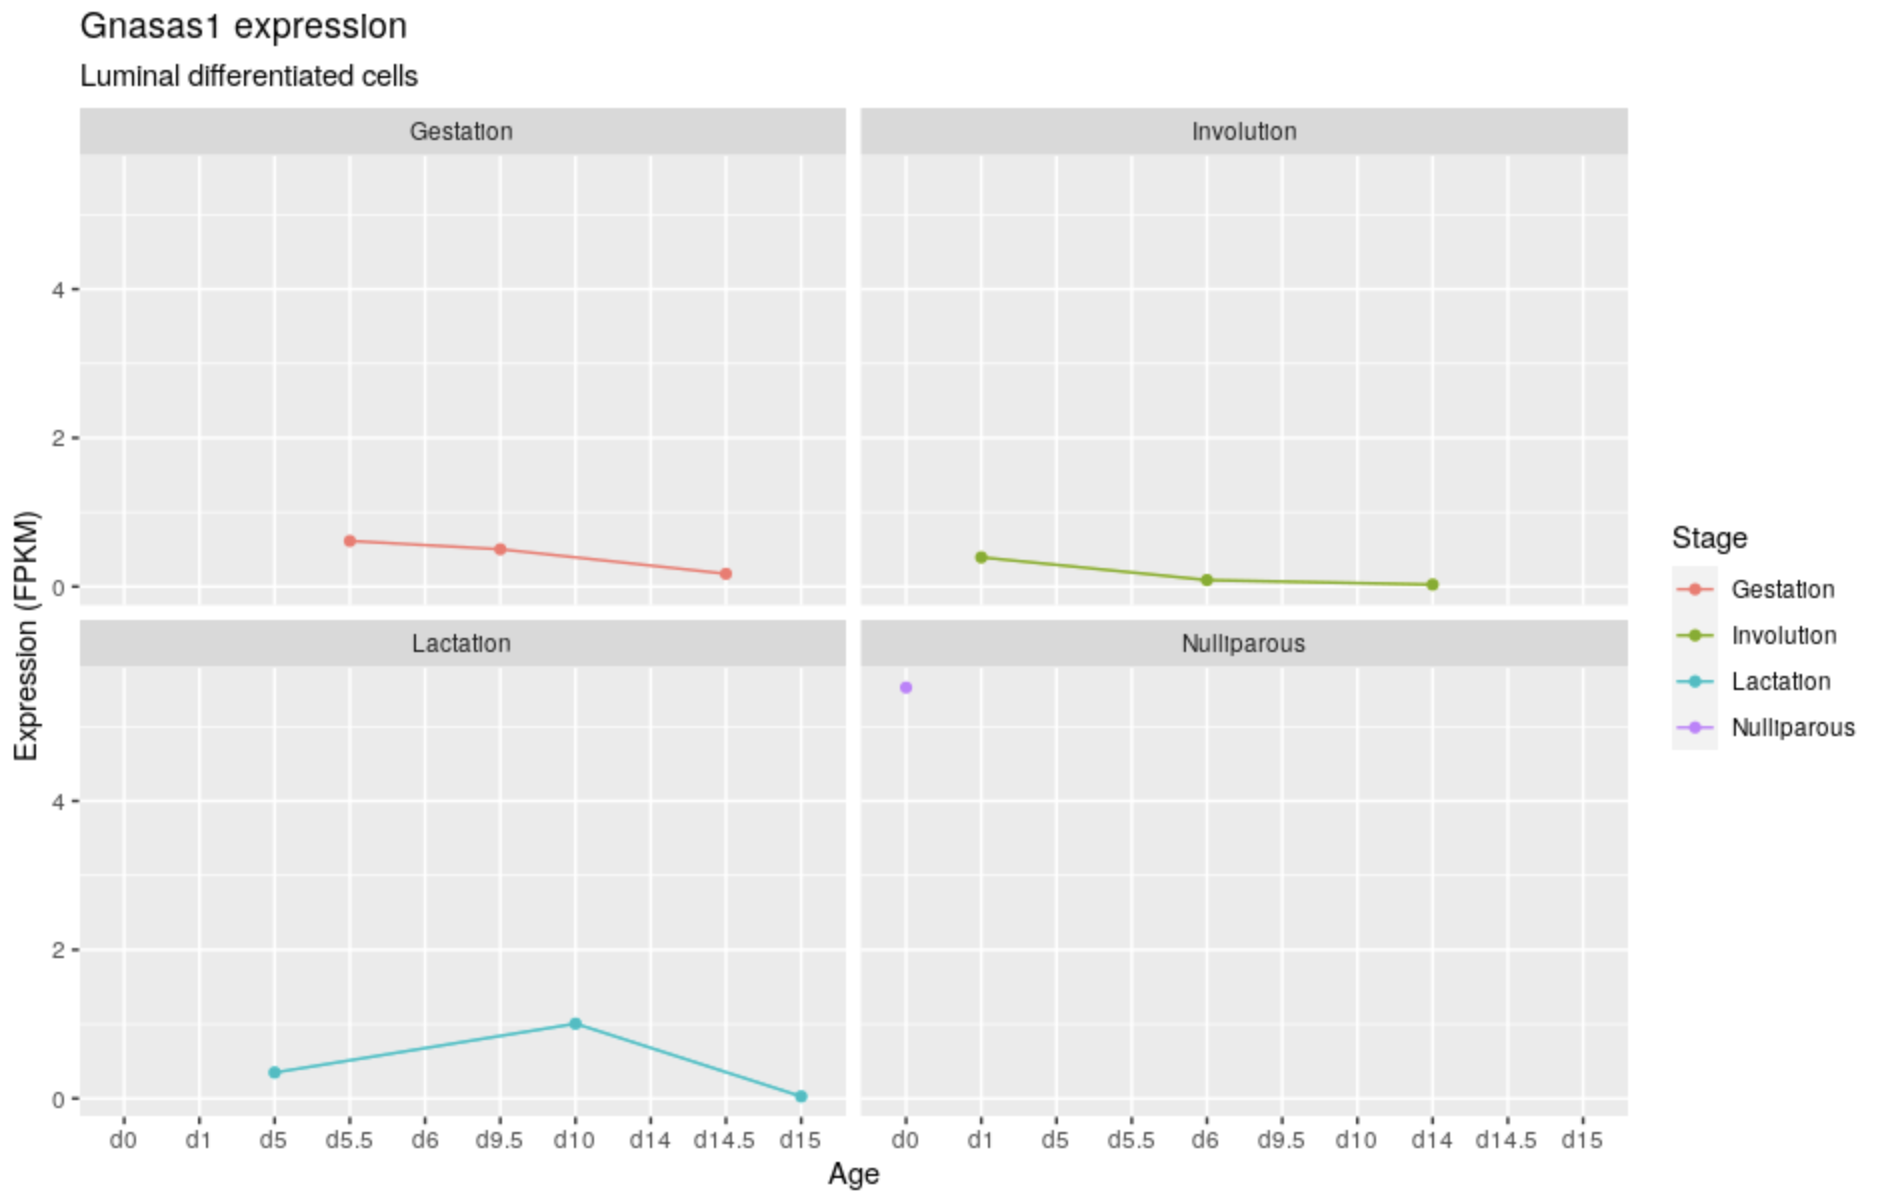 Gnasas1 expression
Luminal differentiated cells
Gestation
Involution
4
2
0
Lactation
Nulliparous
4
2
0
d0 d1 d5 d5.5 d6 d9.5 d10 d14 d14.5 d15
d0 d1 d5 d5.5 d6 d9.5 d10 d14 d14.5 d15
Age
Expression (FPKM)
Stage
Gestation
Involution
Lactation
Nulliparous